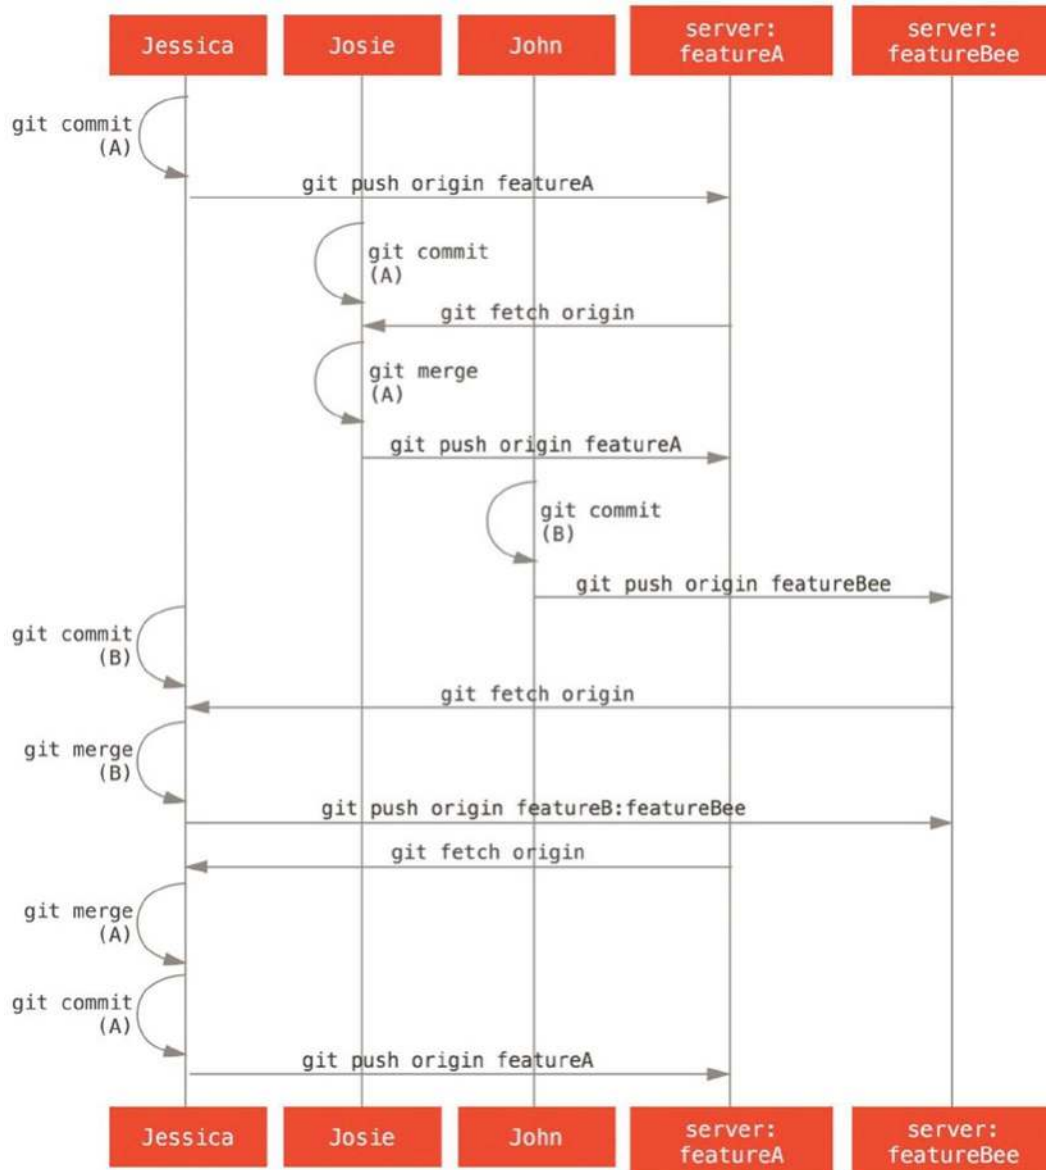 Jessica
Josie
John
server:
featureA
server:
featureBee
git commit
(A)
git push origin featureA
git commit
(A)
git fetch origin
git merge
(A)
git push origin featureA
git commit
(B)
git push origin featureBee
git commit
(B)
git fetch origin
git merge
(B)
git push origin featureB:featureBee
git fetch origin
git merge
(A)
git commit
(A)
git push origin featureA
Jessica
Josie
John
server:
featureA
server:
featureBee